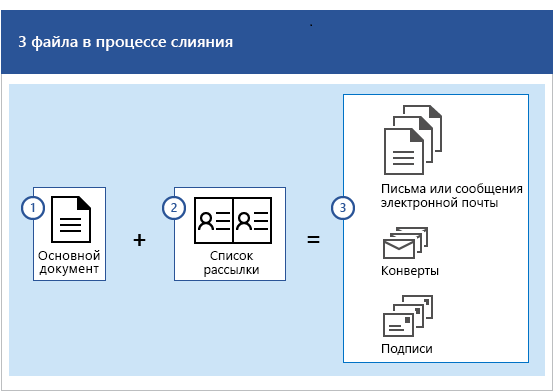 3 файла в процессе слияния
1
Основной
документ
+
2
Список
рассылки
=
3
Письма или сообщения
электронной почты
Конверты
Подписи